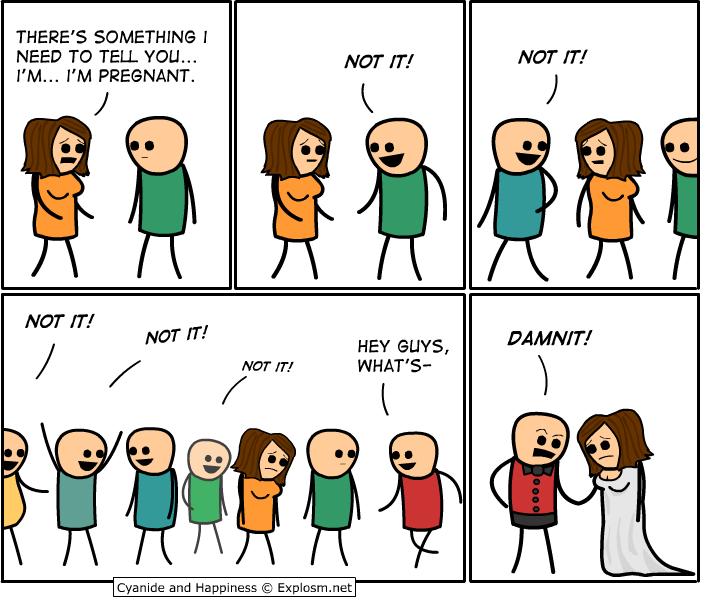 THERE'S SOMETHING I
NEED TO TELL YOU...
I'M... I'M PREGNANT.
NOT IT!
NOT IT!
NOT IT!
NOT IT!
NOT IT!
HEY GUYS,
WHAT'S-
DAMNIT!
Cyanide and Happiness © Explosm.net